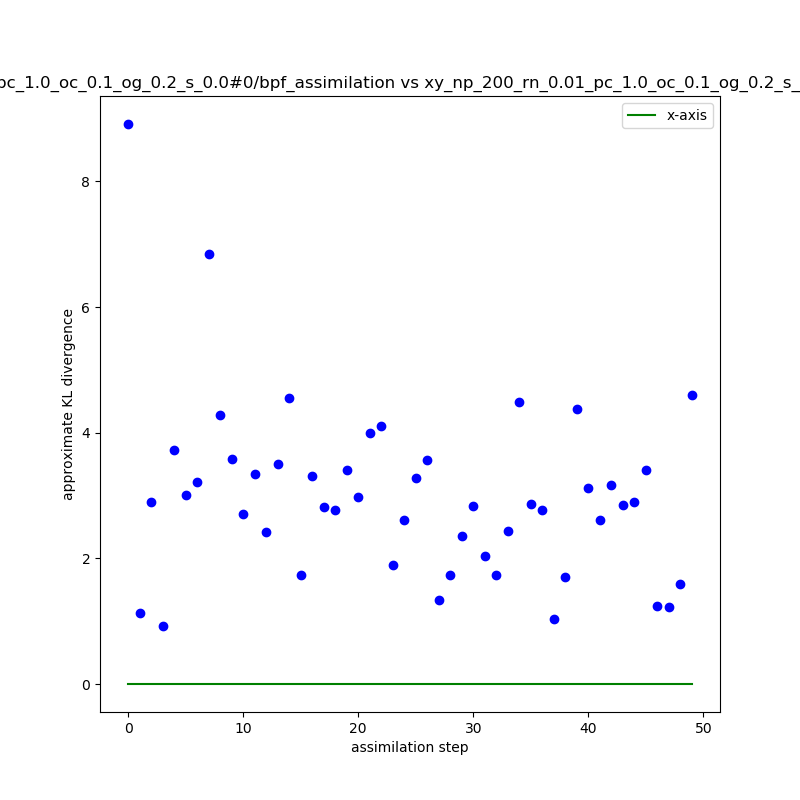 pc_1.0_oc_0.1_og_0.2_s_0.0#0/bpf_assimilation vs xy_np_200_rn_0.01_pc_1.0_oc_0.1_og_0.2_s_
x-axis
approximate KL divergence
8
6
4
2
0
0 10 20 30 40 50
assimilation step